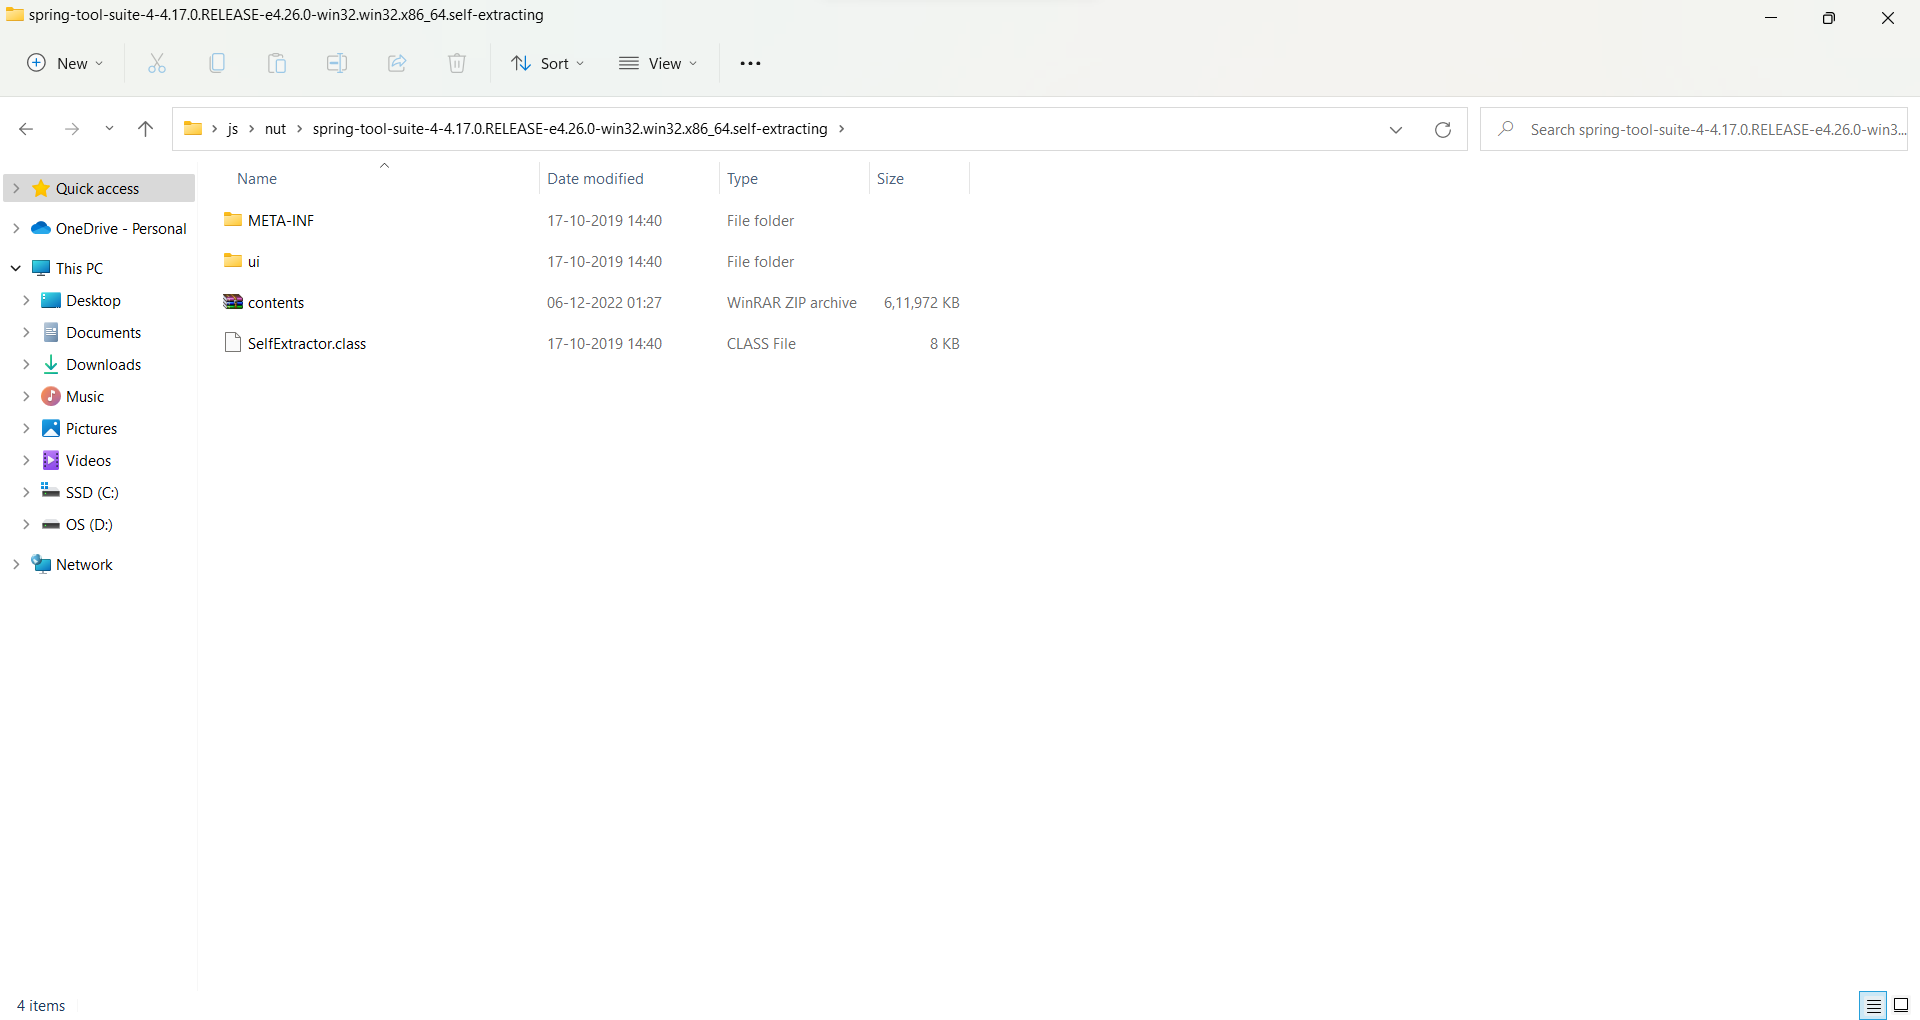 spring-tool-suite-4-4.17.0.RELEASE-e4.26.0-win32.win32.x86_64.self-extracting
New
Sort
View
js > nut > spring-tool-suite-4-4.17.0.RELEASE-e4.26.0-win32.win32.x86_64.self-extracting >
Search spring-tool-suite-4-4.17.0.RELEASE-e4.26.0-win3...
Quick access
OneDrive - Personal
This PC
Desktop
Documents
Downloads
Music
Pictures
Videos
SSD (C:)
OS (D:)
Network
Name Date modified Type Size
META-INF 17-10-2019 14:40 File folder
ui 17-10-2019 14:40 File folder
contents 06-12-2022 01:27 WinRAR ZIP archive 6,11,972 KB
SelfExtractor.class 17-10-2019 14:40 CLASS File 8 KB
4 items